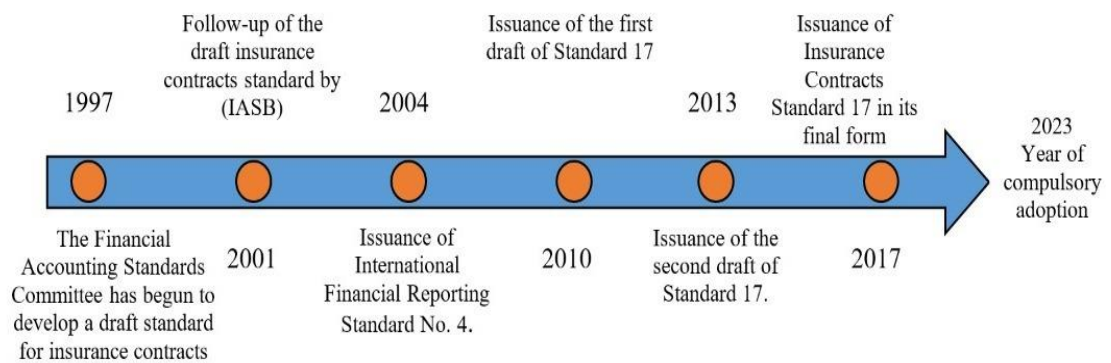 1997
The Financial
Accounting Standards
Committee has begun to
develop a draft standard
for insurance contracts
Follow-up of the
draft insurance
contracts standard by
(IASB)
2001
2004
Issuance of
International
Financial Reporting
Standard No. 4.
Issuance of the first
draft of Standard 17
2010
2013
Issuance of the
second draft of
Standard 17.
Issuance of
Insurance
Contracts
Standard 17 in its
final form
2017
2023
Year of
compulsory
adoption